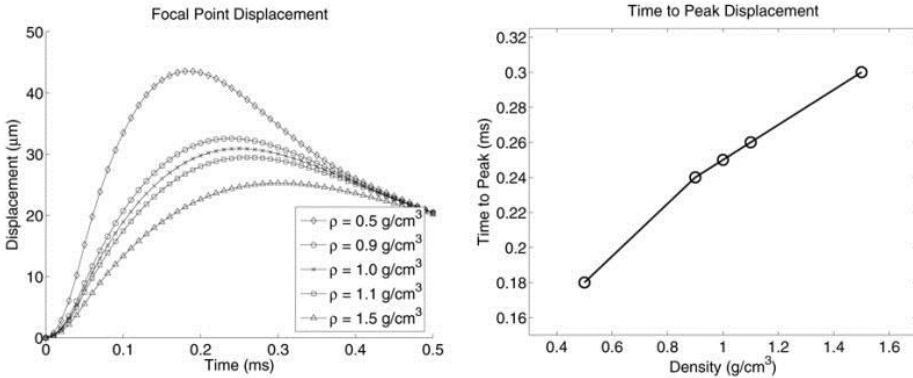 Focal Point Displacement
50
40
30
20
10
0
Displacement (µm)
0
0.1
0.2
0.3
0.4
0.5
Time (ms)
ρ = 0.5 g/cm³
ρ = 0.9 g/cm³
ρ = 1.0 g/cm³
ρ = 1.1 g/cm³
ρ = 1.5 g/cm³
Time to Peak Displacement
0.32
0.3
0.28
0.26
0.24
0.22
0.2
0.18
0.16
Time to Peak (ms)
0.4
0.6
0.8
1
1.2
1.4
1.6
Density (g/cm³)